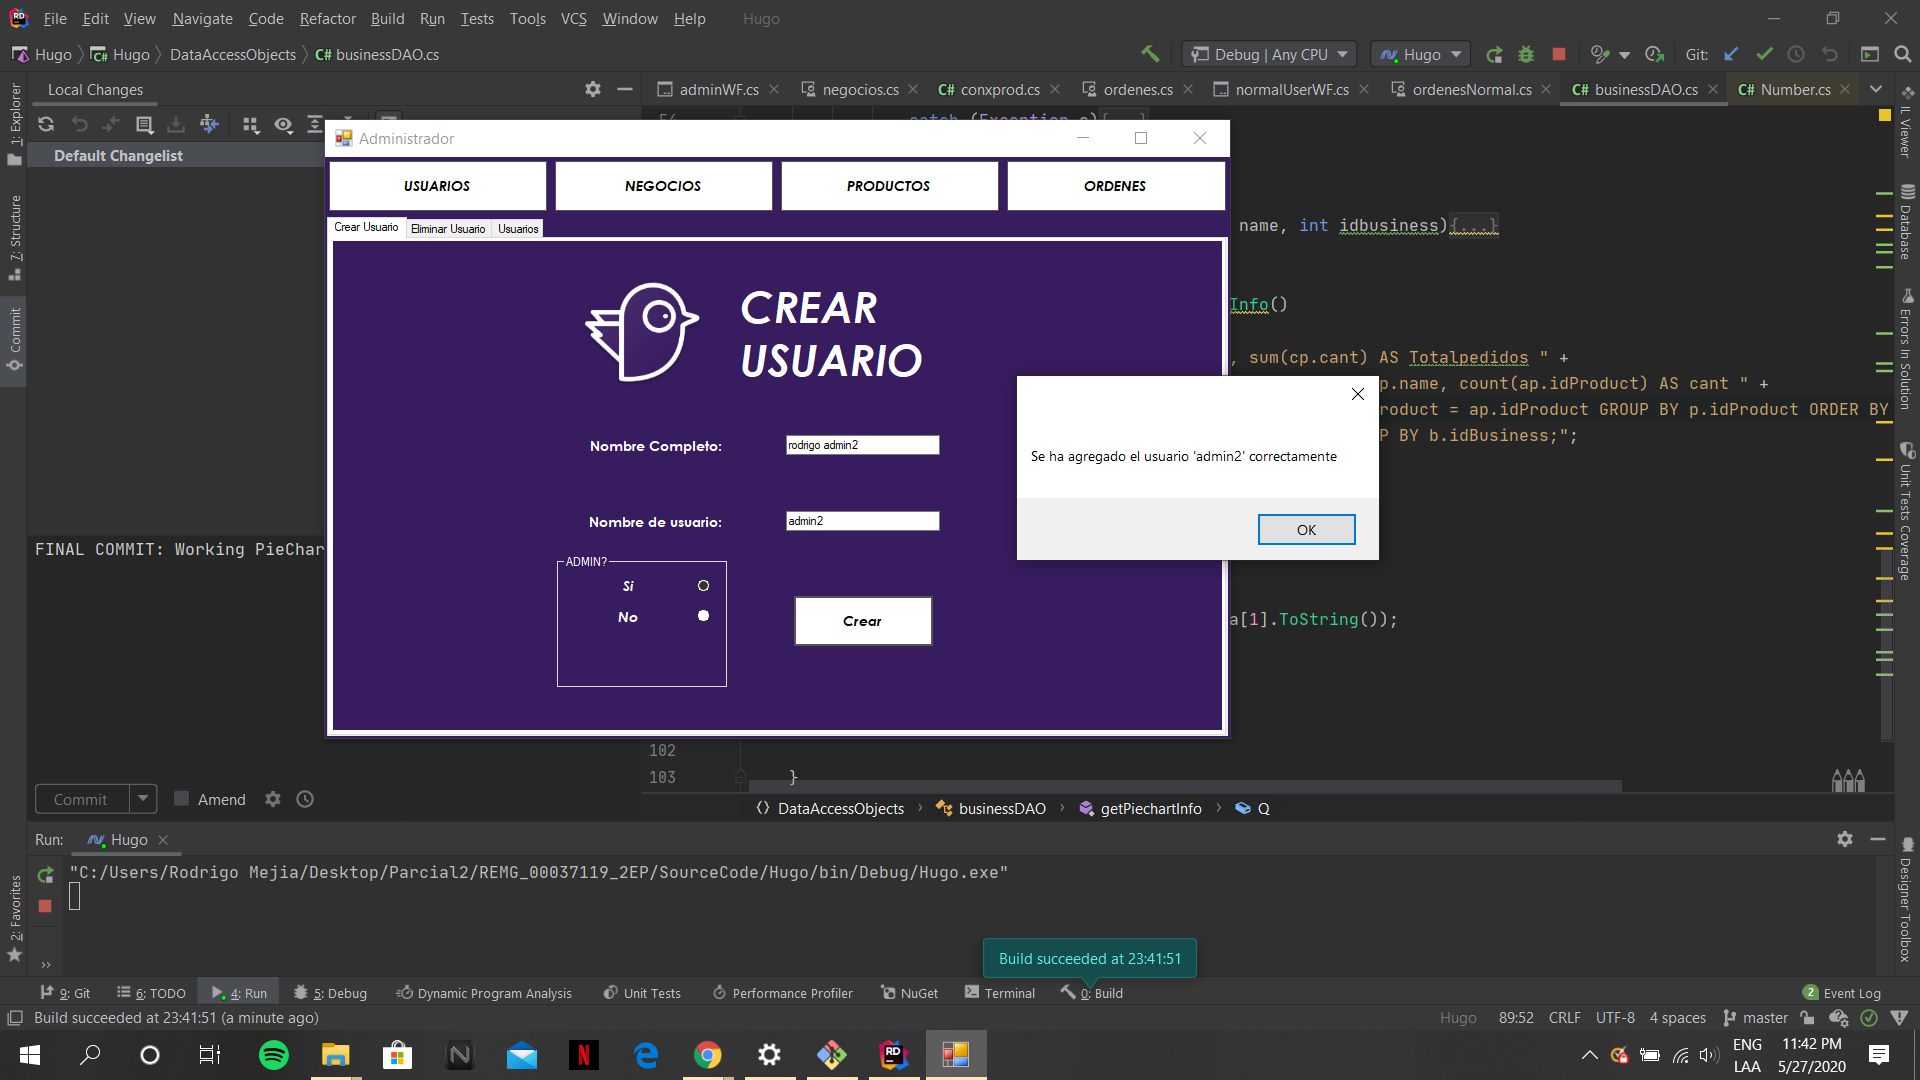 File Edit View Navigate Code Refactor Build Run Tests Tools VCS Window Help Hugo
Hugo Hugo DataAccessObjects C# businessDAO.cs Debug | Any CPU Hugo Git:
Local Changes
adminWF.cs negocios.cs C# conxprod.cs ordenes.cs normalUserWF.cs ordenesNormal.cs C# businessDAO.cs C# Number.cs
Default Changelist
1: Explorer
7: Structure
Commit
2: Favorites
FINAL COMMIT: Working PieChar
Commit Amend
Administrador
USUARIOS NEGOCIOS PRODUCTOS ORDENES
Crear Usuario Eliminar Usuario Usuarios
CREAR
USUARIO
Nombre Completo: rodrigo admin2
Nombre de usuario: admin2
ADMIN?
Si
No
Crear
Se ha agregado el usuario 'admin2' correctamente
OK
name, int idbusiness){...}
Info()
, sum(cp.cant) AS Totalpedidos " +
p.name, count(ap.idProduct) AS cant " +
roduct = ap.idProduct GROUP BY p.idProduct ORDER BY
P BY b.idBusiness;";
a[1].ToString());
102
103 }
DataAccessObjects businessDAO getPiechartInfo Q
IL Viewer
Database
Errors In Solution
Unit Tests Coverage
Designer Toolbox
Run: Hugo
"C:/Users/Rodrigo Mejia/Desktop/Parcial2/REMG_00037119_2EP/SourceCode/Hugo/bin/Debug/Hugo.exe"
Build succeeded at 23:41:51
9: Git 6: TODO 4: Run 5: Debug Dynamic Program Analysis Unit Tests Performance Profiler NuGet Terminal 0: Build 2 Event Log
Build succeeded at 23:41:51 (a minute ago) Hugo 89:52 CRLF UTF-8 4 spaces master
ENG 11:42 PM
LAA 5/27/2020